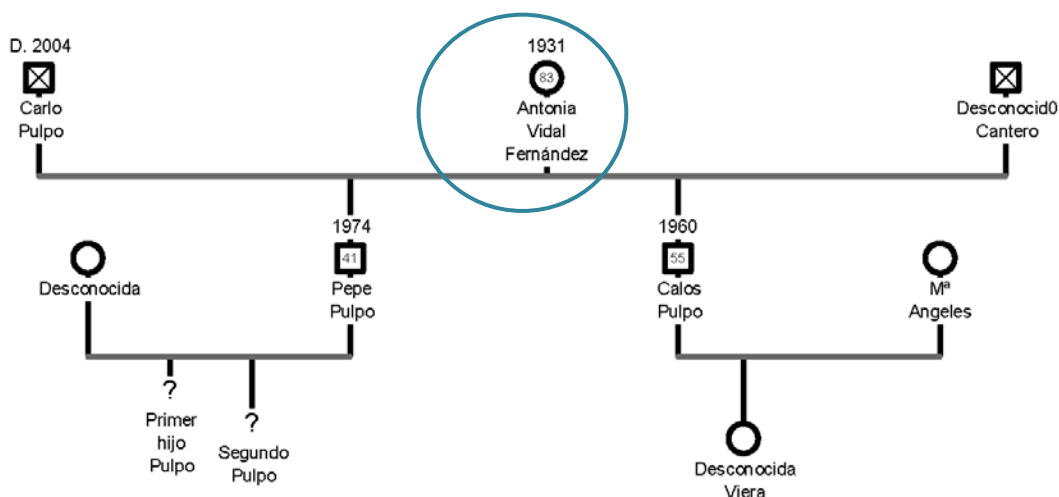 D. 2004
Carlo
Pulpo
1931
83
Antonia
Vidal
Fernández
Desconocid0
Cantero
Desconocida
1974
41
Pepe
Pulpo
1960
55
Calos
Pulpo
Mª
Angeles
?
Primer
hijo
Pulpo
?
Segundo
Pulpo
Desconocida
Viera